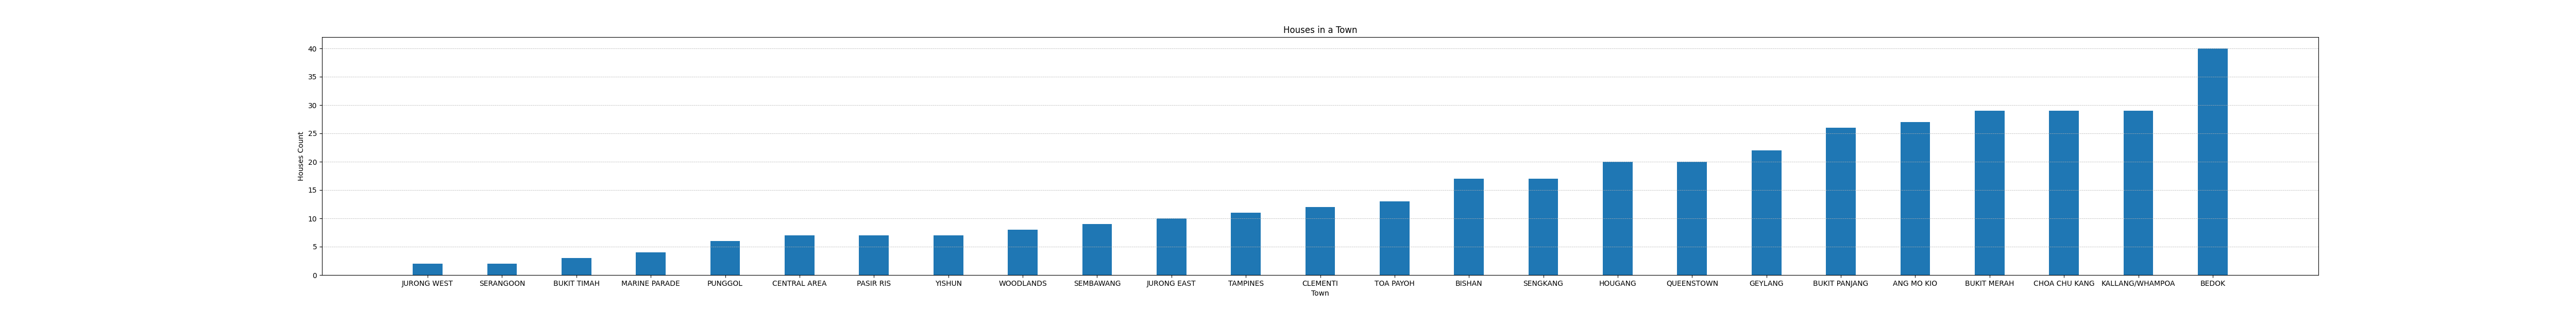 Houses in a Town
Houses Count
40
35
30
25
20
15
10
5
0
JURONG WEST SERANGOON BUKIT TIMAH MARINE PARADE PUNGGOL CENTRAL AREA PASIR RIS YISHUN WOODLANDS SEMBAWANG JURONG EAST TAMPINES CLEMENTI TOA PAYOH BISHAN SENGKANG HOUGANG QUEENSTOWN GEYLANG BUKIT PANJANG ANG MO KIO BUKIT MERAH CHOA CHU KANG KALLANG/WHAMPOA BEDOK
Town